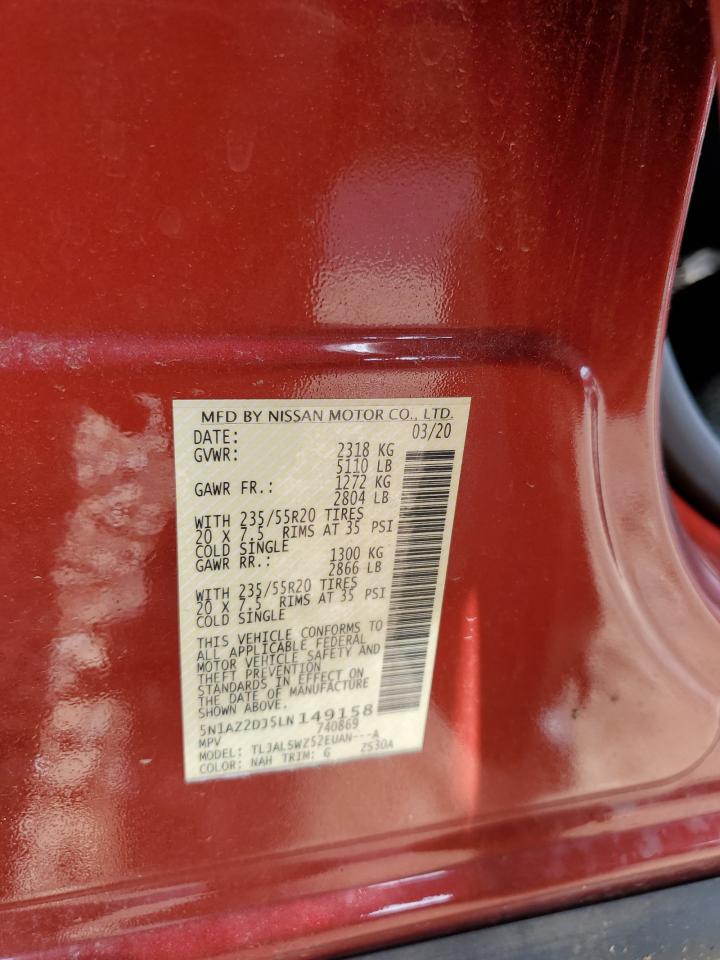 MFD BY NISSAN MOTOR CO., LTD.
DATE: 03/20
GVWR: 2318 KG
5110 LB
GAWR FR.: 1272 KG
2804 LB
WITH 235/55R20 TIRES
20 X 7.5 RIMS AT 35 PSI
COLD SINGLE
GAWR RR.: 1300 KG
2866 LB
WITH 235/55R20 TIRES
20 X 7.5 RIMS AT 35 PSI
COLD SINGLE
THIS VEHICLE CONFORMS TO
ALL APPLICABLE FEDERAL
MOTOR VEHICLE SAFETY AND
THEFT PREVENTION
STANDARDS IN EFFECT ON
THE DATE OF MANUFACTURE
SHOWN ABOVE.
5N1AZ2DJ5LN149158
MPV 740869
MODEL: TLJAL5WZ52EUAN---A
COLOR: NAH TRIM: G ZS30A